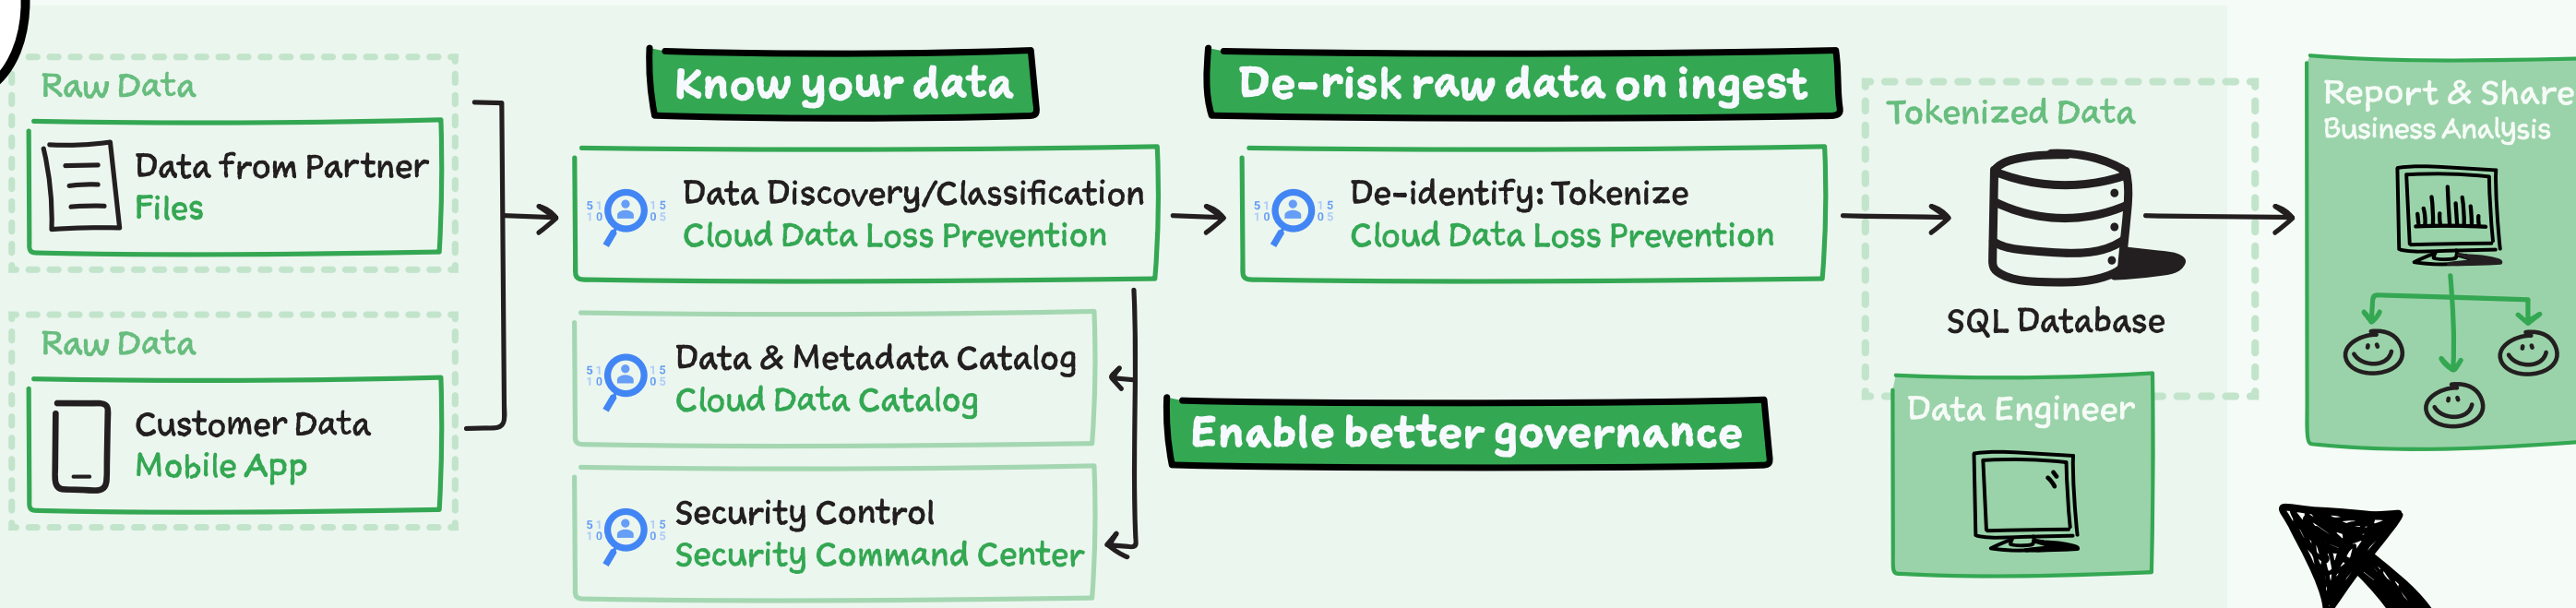 Raw Data
Data from Partner
Files
Raw Data
Customer Data
Mobile App
Know your data
Data Discovery/Classification
Cloud Data Loss Prevention
Data & Metadata Catalog
Cloud Data Catalog
Security Control
Security Command Center
De-risk raw data on ingest
De-identify: Tokenize
Cloud Data Loss Prevention
Enable better governance
Tokenized Data
SQL Database
Data Engineer
Report & Share
Business Analysis